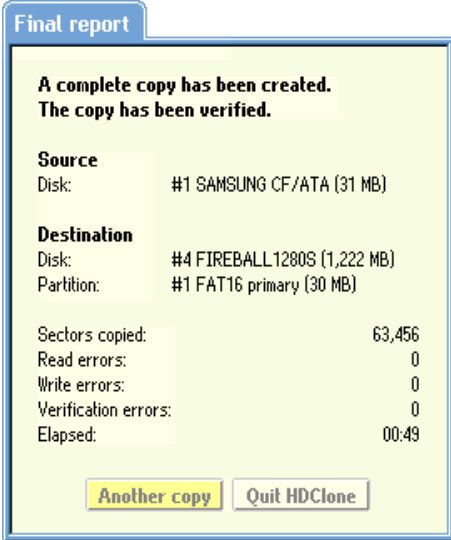 Final report
A complete copy has been created.
The copy has been verified.
Source
Disk: #1 SAMSUNG CF/ATA (31 MB)
Destination
Disk: #4 FIREBALL1280S (1,222 MB)
Partition: #1 FAT16 primary (30 MB)
Sectors copied: 63,456
Read errors: 0
Write errors: 0
Verification errors: 0
Elapsed: 00:49
Another copy Quit HDClone